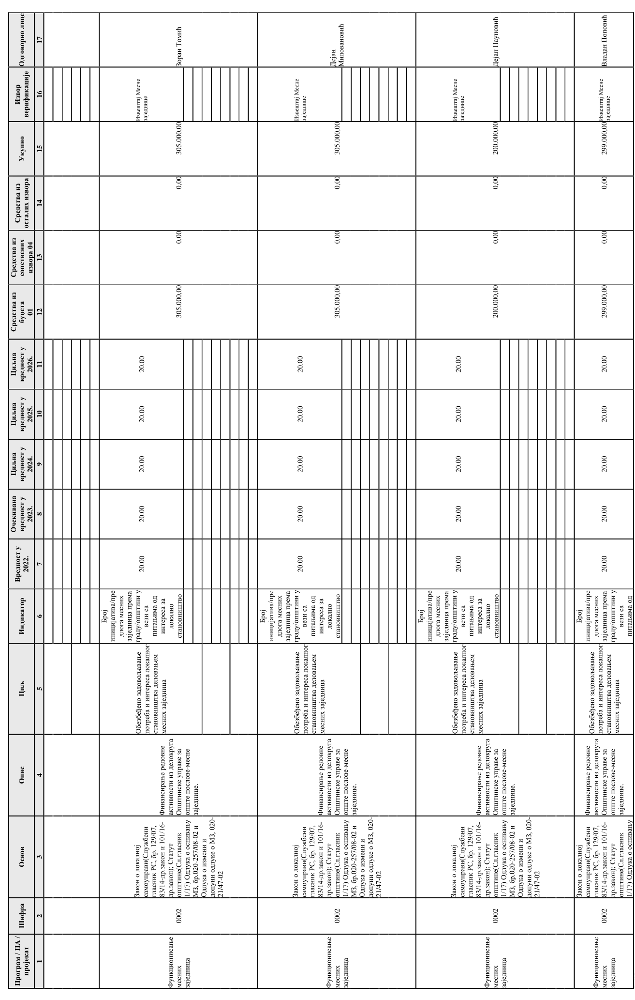 Програм / ПА /
пројекат
Шифра
Основ
Опис
Циљ
Индикатор
Вредност у
2022.
Очекивана
вредност у
2023.
Циљна
вредност у
2024.
Циљна
вредност у
2025.
Циљна
вредност у
2026.
Средства из
буџета
01
Средства из
сопствених
извора 04
Средства из
осталих извора
Укупно
Извор
верификације
Одговорно лице
1
2
3
4
5
6
7
8
9
10
11
12
13
14
15
16
17
Функционисање
месних
заједница
0002
Закон о локалној
самоуправи(Службени
гласник РС, бр. 129/07,
83/14-др.закон и 101/16-
др.закон); Статут
општине(Сл.гласник
1/17) Одлука о оснивању
МЗ, бр.020-257/08-02 и
Одлука о измени и
допуни одлуке о МЗ, 020-
21/47-02
Финансирање редовне
активности из делокруга
Општинске управе за
опште послове-месне
заједнице.
Обезбеђено задовољавање
потреба и интереса локалног
становништва деловањем
месних заједница
Број
иницијатива/пре
длога месних
заједница према
граду/општини у
вези са
питањима од
интереса за
локално
становништво
20.00
20.00
20.00
20.00
20.00
305.000,00
0,00
0,00
305.000,00
Извештај Месне
заједнице
Зоран Томић
Функционисање
месних
заједница
0002
Закон о локалној
самоуправи(Службени
гласник РС, бр. 129/07,
83/14-др.закон и 101/16-
др.закон); Статут
општине(Сл.гласник
1/17) Одлука о оснивању
МЗ, бр.020-257/08-02 и
Одлука о измени и
допуни одлуке о МЗ, 020-
21/47-02
Финансирање редовне
активности из делокруга
Општинске управе за
опште послове-месне
заједнице.
Обезбеђено задовољавање
потреба и интереса локалног
становништва деловањем
месних заједница
Број
иницијатива/пре
длога месних
заједница према
граду/општини у
вези са
питањима од
интереса за
локално
становништво
20.00
20.00
20.00
20.00
20.00
305.000,00
0,00
0,00
305.000,00
Извештај Месне
заједнице
Дејан
Миловановић
Функционисање
месних
заједница
0002
Закон о локалној
самоуправи(Службени
гласник РС, бр. 129/07,
83/14-др.закон и 101/16-
др.закон); Статут
општине(Сл.гласник
1/17) Одлука о оснивању
МЗ, бр.020-257/08-02 и
Одлука о измени и
допуни одлуке о МЗ, 020-
21/47-02
Финансирање редовне
активности из делокруга
Општинске управе за
опште послове-месне
заједнице.
Обезбеђено задовољавање
потреба и интереса локалног
становништва деловањем
месних заједница
Број
иницијатива/пре
длога месних
заједница према
граду/општини у
вези са
питањима од
интереса за
локално
становништво
20.00
20.00
20.00
20.00
20.00
200.000,00
0,00
0,00
200.000,00
Извештај Месне
заједнице
Дејан Пауновић
Функционисање
месних
заједница
0002
Закон о локалној
самоуправи(Службени
гласник РС, бр. 129/07,
83/14-др.закон и 101/16-
др.закон); Статут
општине(Сл.гласник
1/17) Одлука о оснивању
Финансирање редовне
активности из делокруга
Општинске управе за
опште послове-месне
заједнице.
Обезбеђено задовољавање
потреба и интереса локалног
становништва деловањем
месних заједница
Број
иницијатива/пре
длога месних
заједница према
граду/општини у
вези са
питањима од
20.00
20.00
20.00
20.00
20.00
299.000,00
0,00
0,00
299.000,00
Извештај Месне
заједнице
Владан Поповић